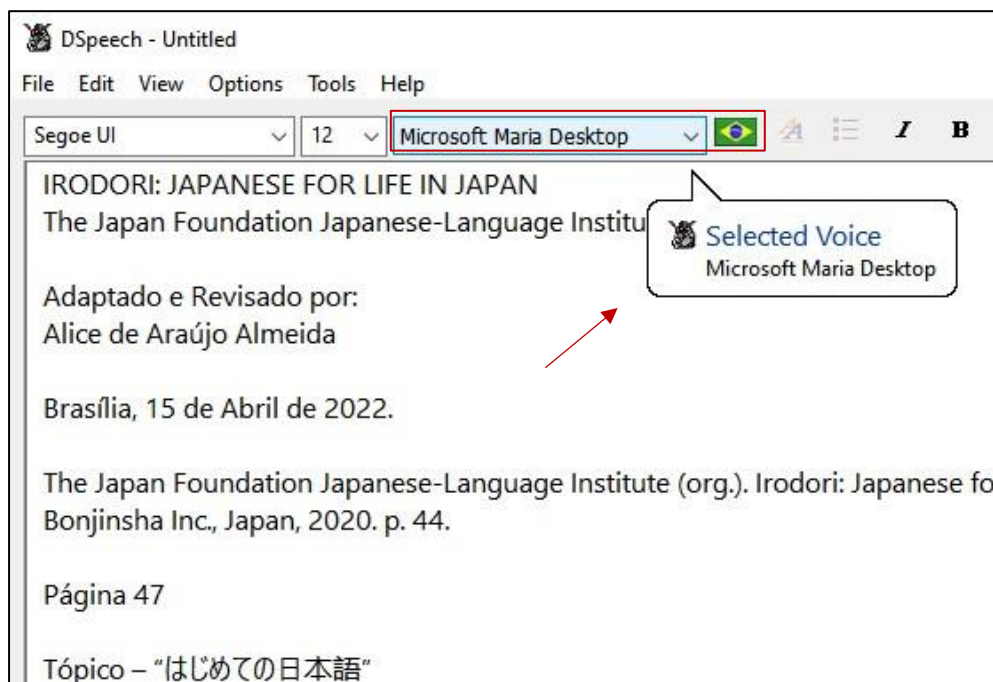 DSpeech - Untitled
File Edit View Options Tools Help
Segoe UI 12 Microsoft Maria Desktop A I B
IRODORI: JAPANESE FOR LIFE IN JAPAN
The Japan Foundation Japanese-Language Institu
Selected Voice
Microsoft Maria Desktop
Adaptado e Revisado por:
Alice de Araújo Almeida
Brasília, 15 de Abril de 2022.
The Japan Foundation Japanese-Language Institute (org.). Irodori: Japanese fo
Bonjinsha Inc., Japan, 2020. p. 44.
Página 47
Tópico – “はじめての日本語”